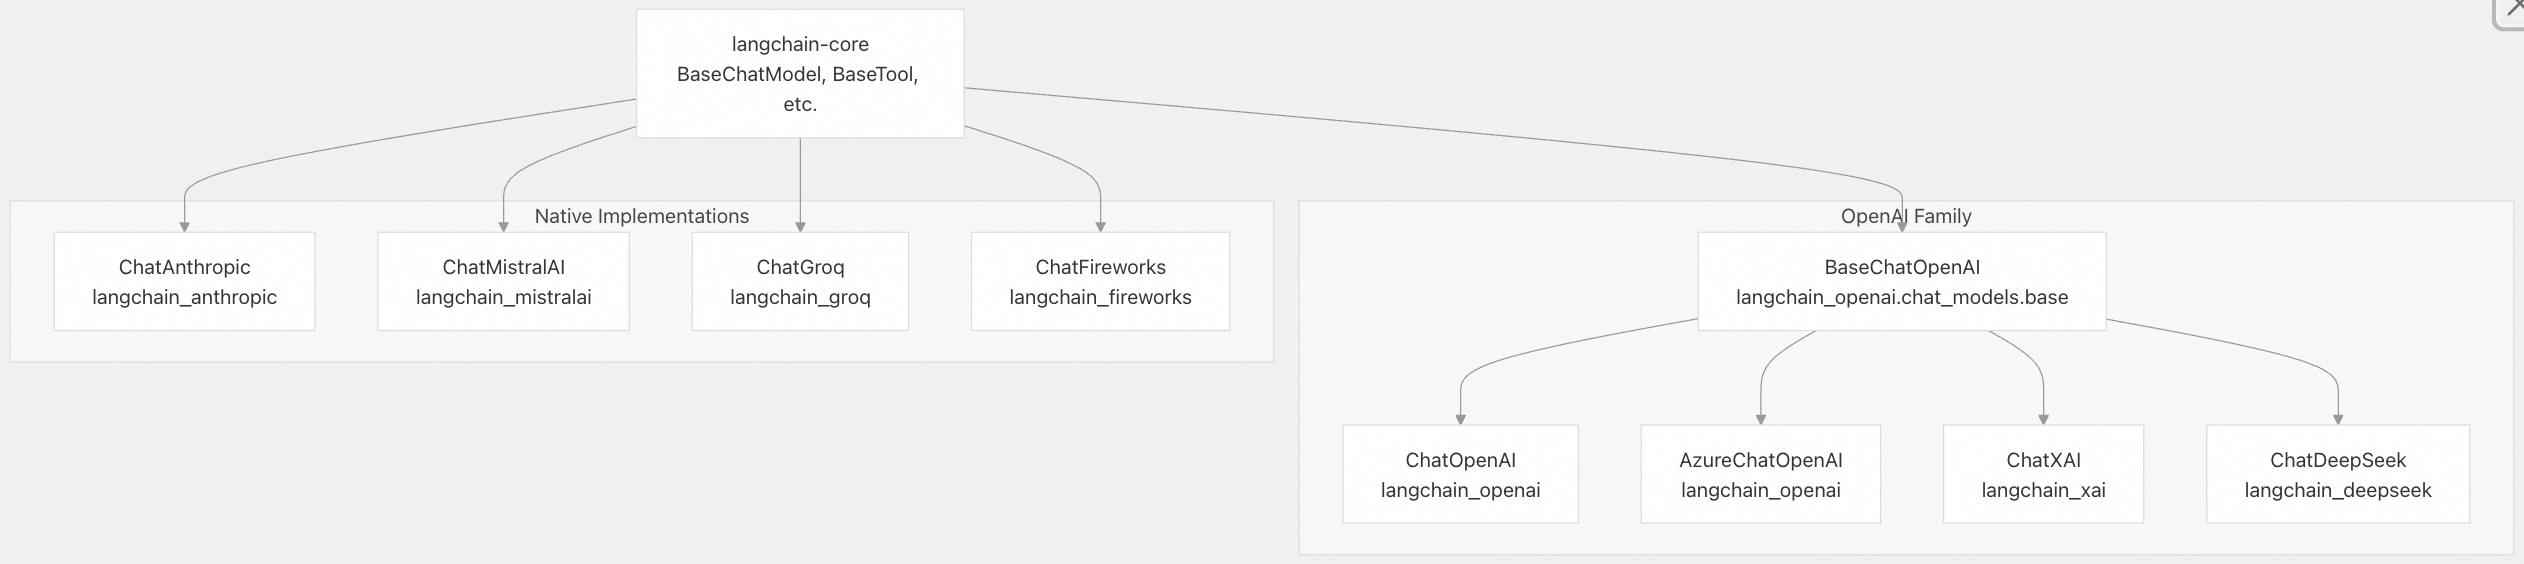 langchain-core
BaseChatModel, BaseTool,
etc.
Native Implementations
ChatAnthropic
langchain_anthropic
ChatMistralAI
langchain_mistralai
ChatGroq
langchain_groq
ChatFireworks
langchain_fireworks
OpenAI Family
BaseChatOpenAI
langchain_openai.chat_models.base
ChatOpenAI
langchain_openai
AzureChatOpenAI
langchain_openai
ChatXAI
langchain_xai
ChatDeepSeek
langchain_deepseek